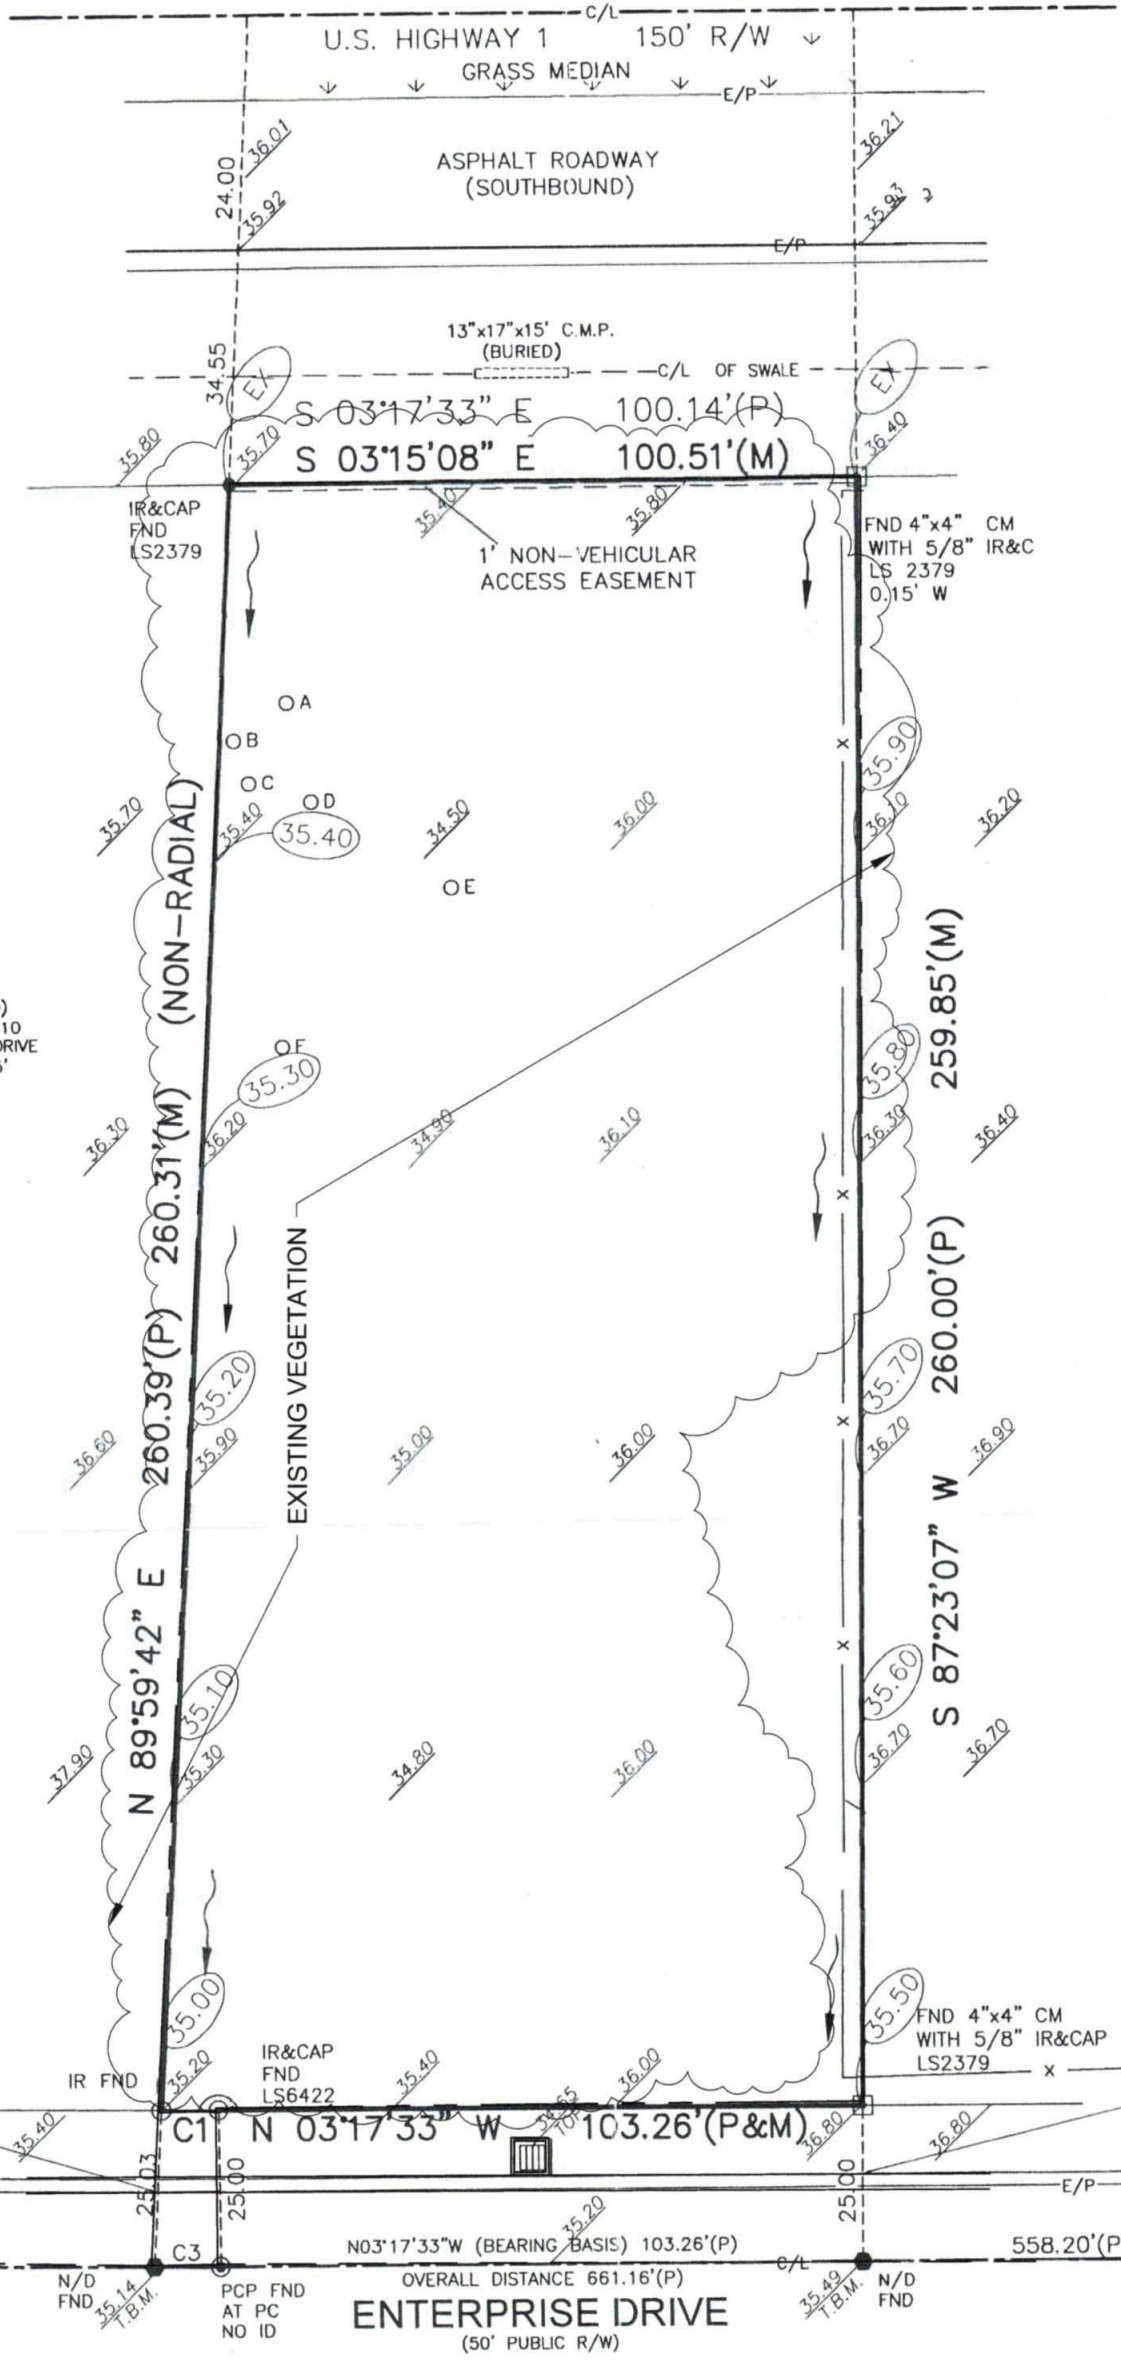 C/L
U.S. HIGHWAY 1 150' R/W
GRASS MEDIAN
E/P
36.01
36.21
24.00
ASPHALT ROADWAY
(SOUTHBOUND)
35.92
E/P
13"x17"x15' C.M.P.
(BURIED)
34.55
EX
C/L OF SWALE
EX
S 03°17'33" E 100.14'(P)
35.80
35.70
S 03°15'08" E 100.51'(M)
36.40
IR&CAP
FND
LS2379
35.40
35.80
1' NON-VEHICULAR
ACCESS EASEMENT
FND 4"x4" CM
WITH 5/8" IR&C
LS 2379
0.15' W
A
B
C
D
E
F
X
35.90
35.70
35.40
35.40
34.50
36.00
36.10
36.20
10
DRIVE
35.30
35.80
36.30
36.20
34.90
36.10
36.30
36.40
X
N 89°59'42" E 260.39'(P) 260.31'(M) (NON-RADIAL)
S 87°23'07" W 260.00'(P) 259.85'(M)
EXISTING VEGETATION
35.20
35.70
X
36.60
35.90
35.00
36.00
36.70
36.90
X
35.10
35.60
37.90
35.30
34.80
36.00
36.70
36.70
35.00
35.50
FND 4"x4" CM
WITH 5/8" IR&CAP
LS2379
X
IR FND
35.20
IR&CAP
FND
LS6422
35.40
36.00
35.40
C1 N 03°17'33" W 103.26'(P&M)
TOP
36.80
36.80
25.03
25.00
25.00
E/P
35.20
C3
N03°17'33"W (BEARING BASIS) 103.26'(P)
C/L
558.20'(P
N/D
FND
35.14
T.B.M.
PCP FND
AT PC
NO ID
OVERALL DISTANCE 661.16'(P)
35.49
T.B.M.
N/D
FND
ENTERPRISE DRIVE
(50' PUBLIC R/W)